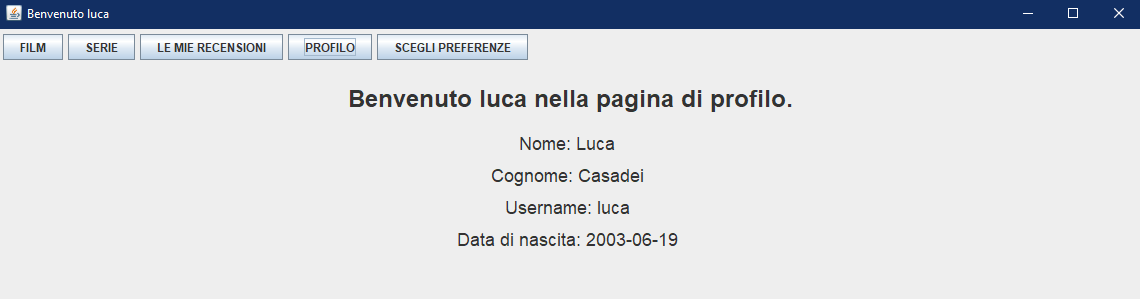 Benvenuto luca
FILM SERIE LE MIE RECENSIONI PROFILO SCEGLI PREFERENZE
Benvenuto luca nella pagina di profilo.
Nome: Luca
Cognome: Casadei
Username: luca
Data di nascita: 2003-06-19